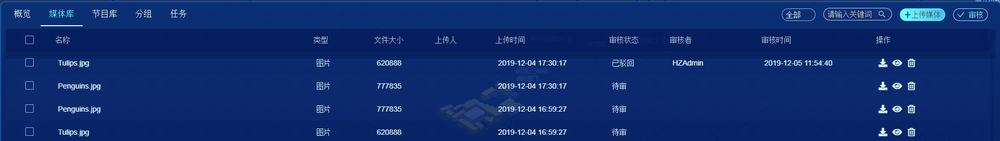 概览 媒体库 节目库 分组 任务 全部 请输入关键词 +上传媒体 审核
名称 类型 文件大小 上传人 上传时间 审核状态 审核者 审核时间 操作
Tulips.jpg 图片 620888 2019-12-04 17:30:17 已驳回 HZAdmin 2019-12-05 11:54:40
Penguins.jpg 图片 777835 2019-12-04 17:30:17 待审
Penguins.jpg 图片 777835 2019-12-04 16:59:27 待审
Tulips.jpg 图片 620888 2019-12-04 16:59:27 待审